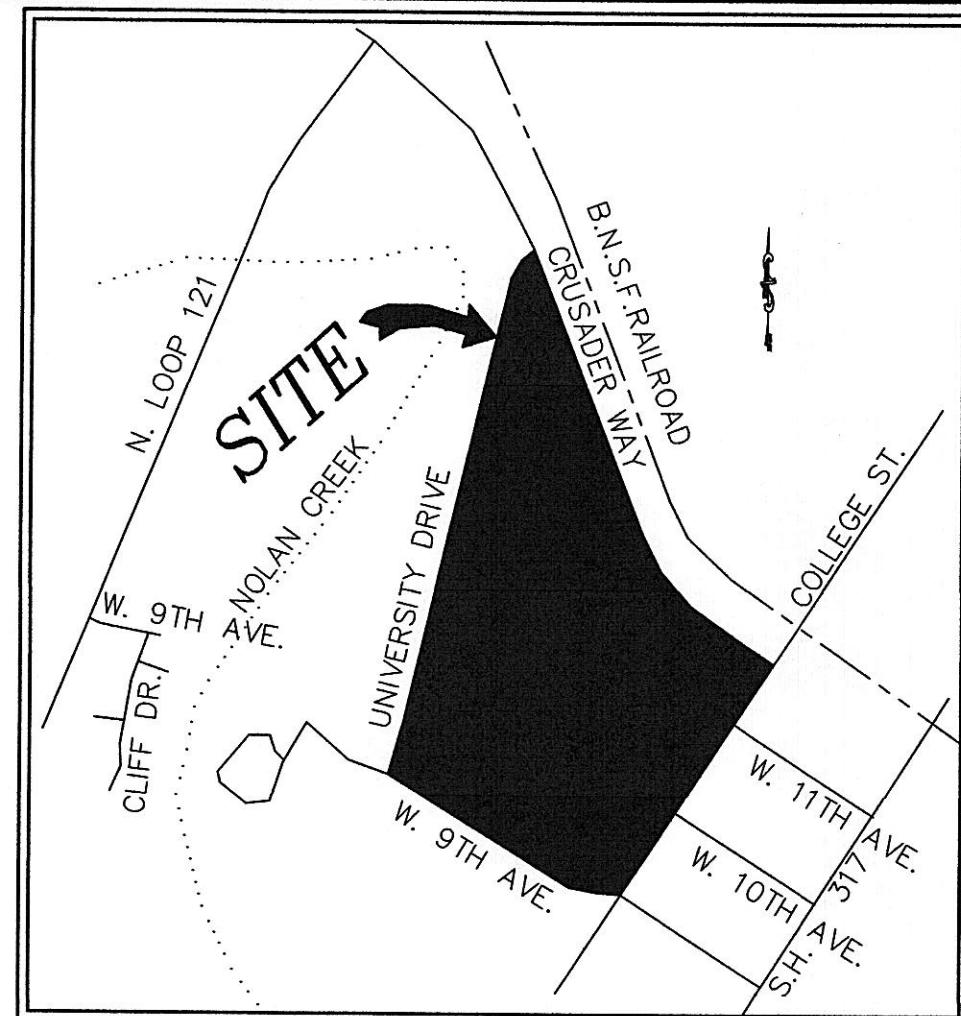 B.N.S.F. RAILROAD
CRUSADER WAY
N. LOOP 121
SITE
NOLAN CREEK
UNIVERSITY DRIVE
COLLEGE ST.
W. 9TH AVE.
CLIFF DR.
W. 9TH AVE.
W. 11TH AVE.
W. 10TH AVE.
S.H. 317